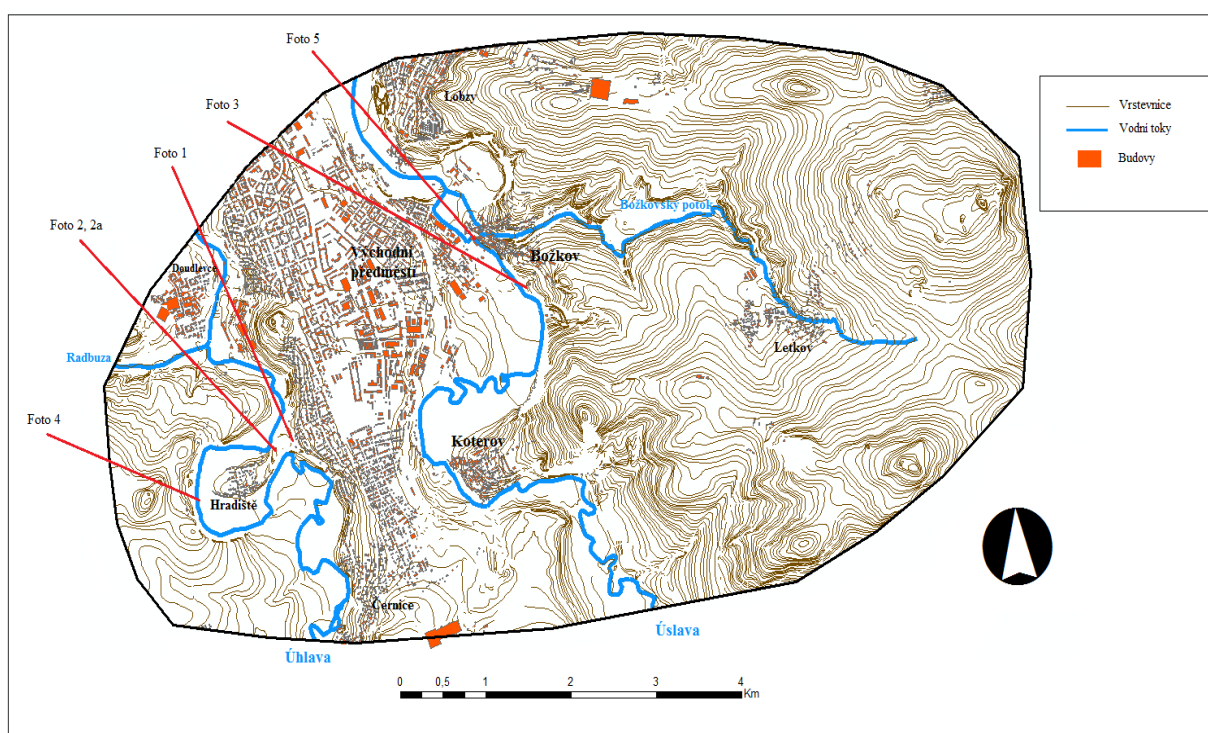 Foto 5
Foto 3
Foto 1
Foto 2, 2a
Foto 4
Lobzy
Vrstevnice
Vodní toky
Budovy
Božkovský potok
Východní
předměstí
Božkov
Doudlevce
Radbuza
Letkov
Koterov
Hradiště
Černice
Úhlava
Úslava
0 0,5 1 2 3 4
Km